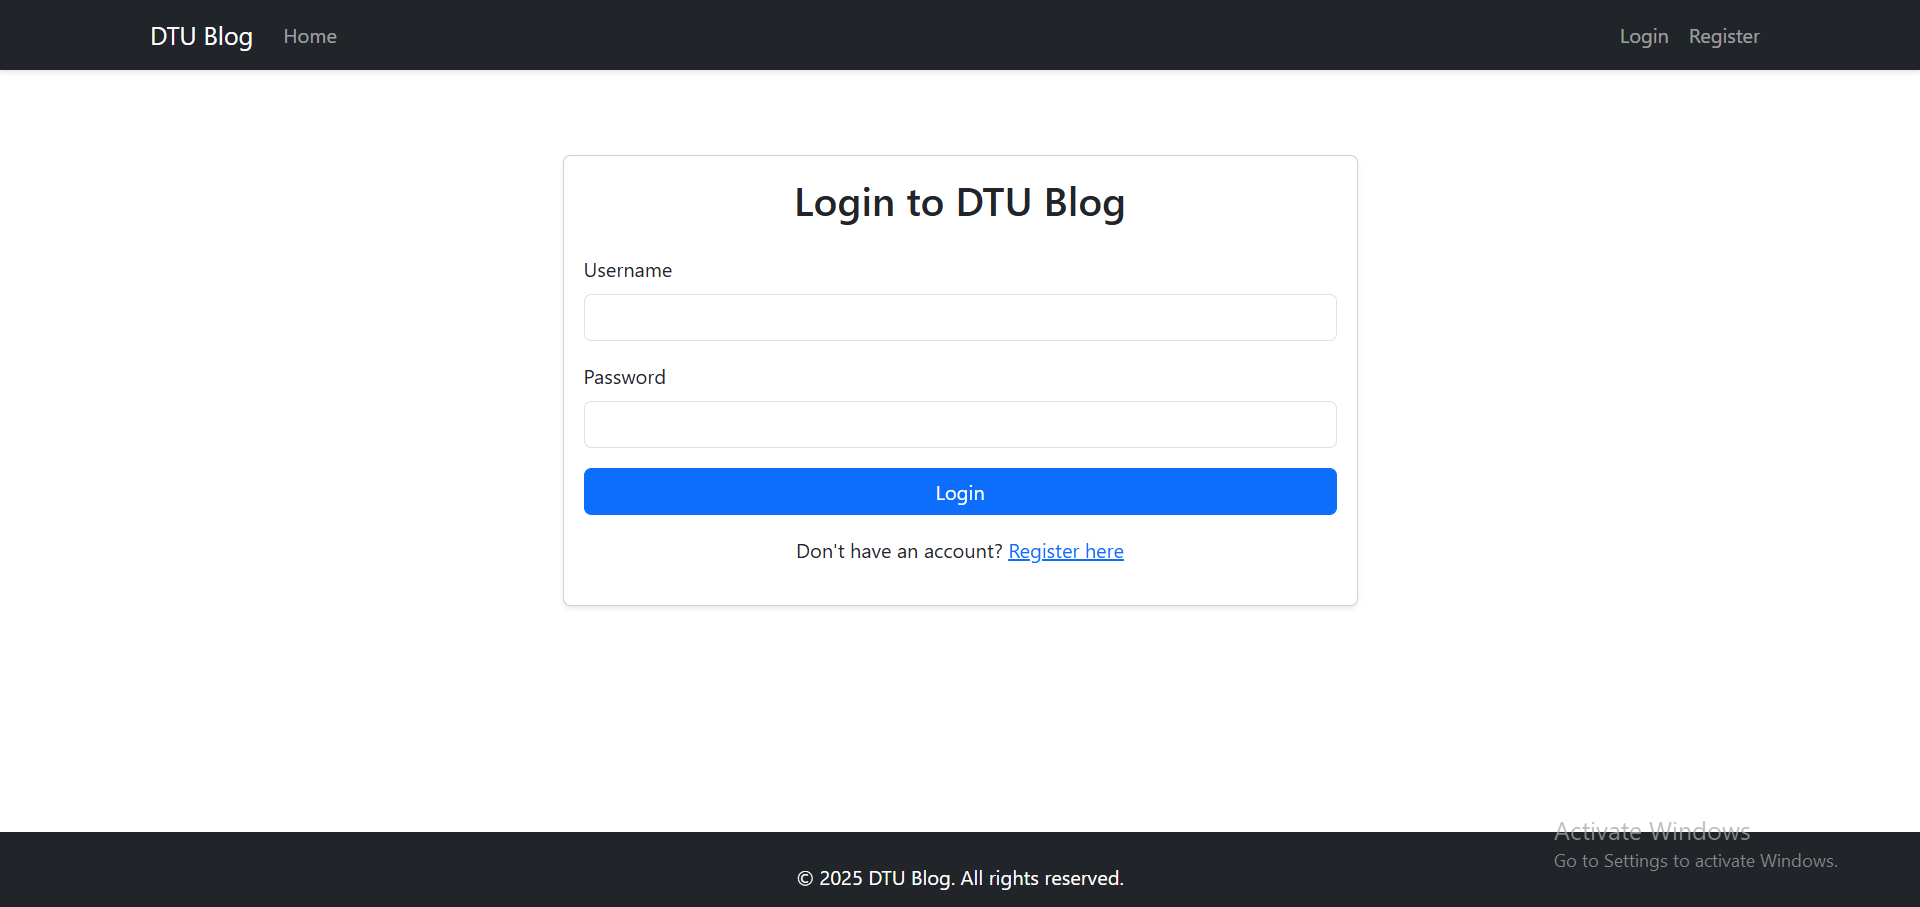 DTU Blog Home Login Register
Login to DTU Blog
Username
Password
Login
Don't have an account? Register here
Activate Windows
Go to Settings to activate Windows.
© 2025 DTU Blog. All rights reserved.